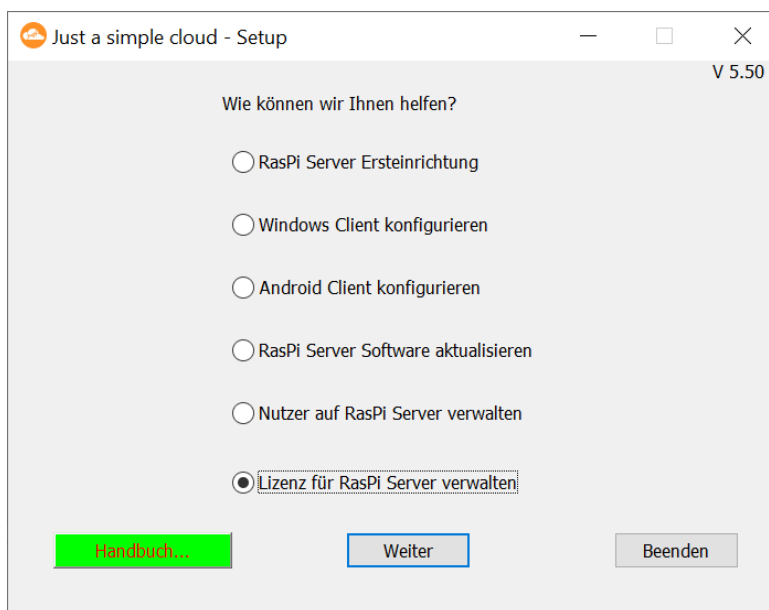 Just a simple cloud - Setup
V 5.50
Wie können wir Ihnen helfen?
RasPi Server Ersteinrichtung
Windows Client konfigurieren
Android Client konfigurieren
RasPi Server Software aktualisieren
Nutzer auf RasPi Server verwalten
Lizenz für RasPi Server verwalten
Handbuch... Weiter Beenden